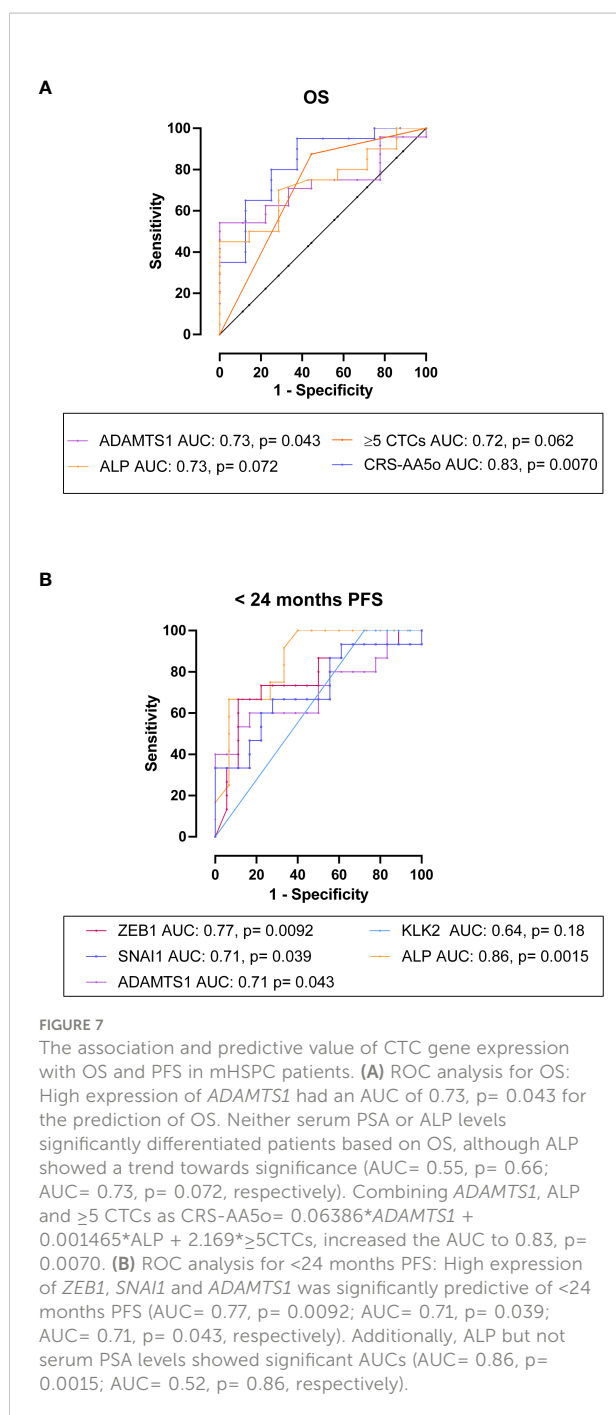 A
OS
100
80
60
40
20
0
Sensitivity
0 20 40 60 80 100
1 - Specificity
ADAMTS1 AUC: 0.73, p= 0.043
≥5 CTCs AUC: 0.72, p= 0.062
ALP AUC: 0.73, p= 0.072
CRS-AA5o AUC: 0.83, p= 0.0070
B
< 24 months PFS
100
80
60
40
20
0
Sensitivity
0 20 40 60 80 100
1 - Specificity
ZEB1 AUC: 0.77, p= 0.0092
KLK2 AUC: 0.64, p= 0.18
SNAI1 AUC: 0.71, p= 0.039
ALP AUC: 0.86, p= 0.0015
ADAMTS1 AUC: 0.71 p= 0.043
FIGURE 7
The association and predictive value of CTC gene expression
with OS and PFS in mHSPC patients. (A) ROC analysis for OS:
High expression of ADAMTS1 had an AUC of 0.73, p= 0.043 for
the prediction of OS. Neither serum PSA or ALP levels
significantly differentiated patients based on OS, although ALP
showed a trend towards significance (AUC= 0.55, p= 0.66;
AUC= 0.73, p= 0.072, respectively). Combining ADAMTS1, ALP
and ≥5 CTCs as CRS-AA5o= 0.06386*ADAMTS1 +
0.001465*ALP + 2.169*≥5CTCs, increased the AUC to 0.83, p=
0.0070. (B) ROC analysis for <24 months PFS: High expression
of ZEB1, SNAI1 and ADAMTS1 was significantly predictive of <24
months PFS (AUC= 0.77, p= 0.0092; AUC= 0.71, p= 0.039;
AUC= 0.71, p= 0.043, respectively). Additionally, ALP but not
serum PSA levels showed significant AUCs (AUC= 0.86, p=
0.0015; AUC= 0.52, p= 0.86, respectively).